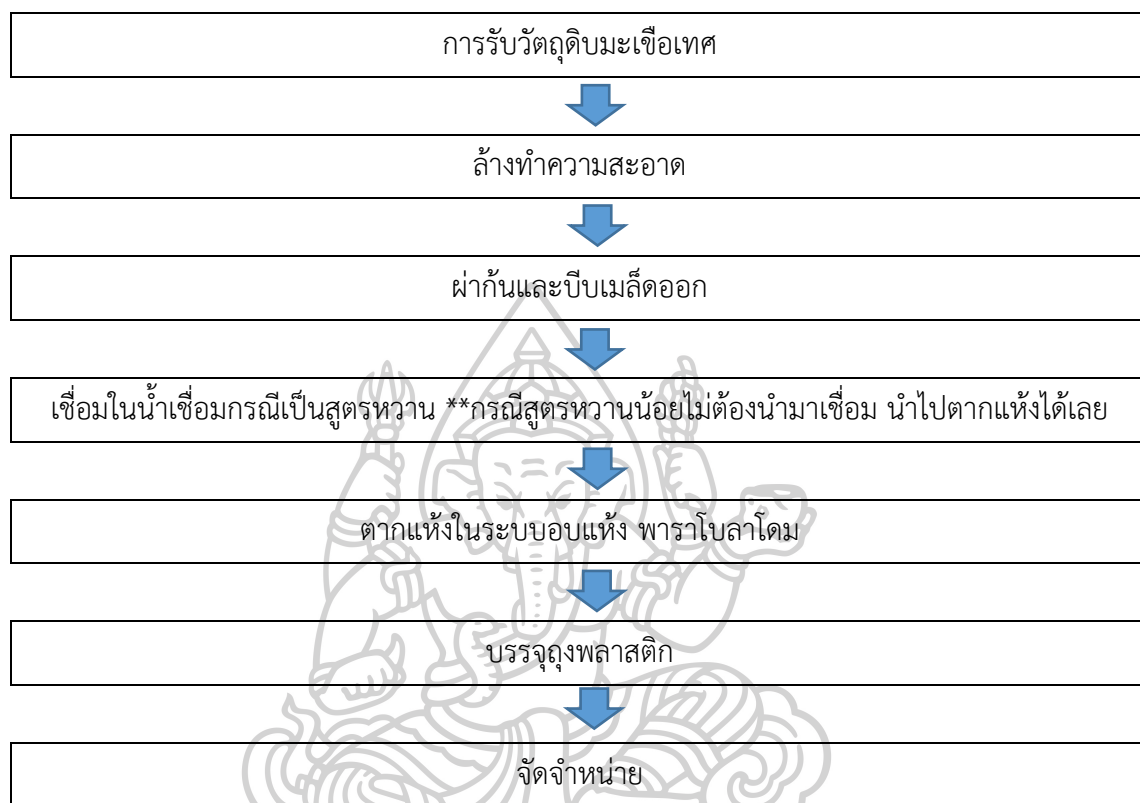 การรับวัตถุดิบมะเขือเทศ
ล้างทำความสะอาด
ผ่าก้นและบีบเมล็ดออก
เชื่อมในน้ำเชื่อมกรณีเป็นสูตรหวาน **กรณีสูตรหวานน้อยไม่ต้องนำมาเชื่อม นำไปตากแห้งได้เลย
ตากแห้งในระบบอบแห้ง พาราโบลาโดม
บรรจุถุงพลาสติก
จัดจำหน่าย